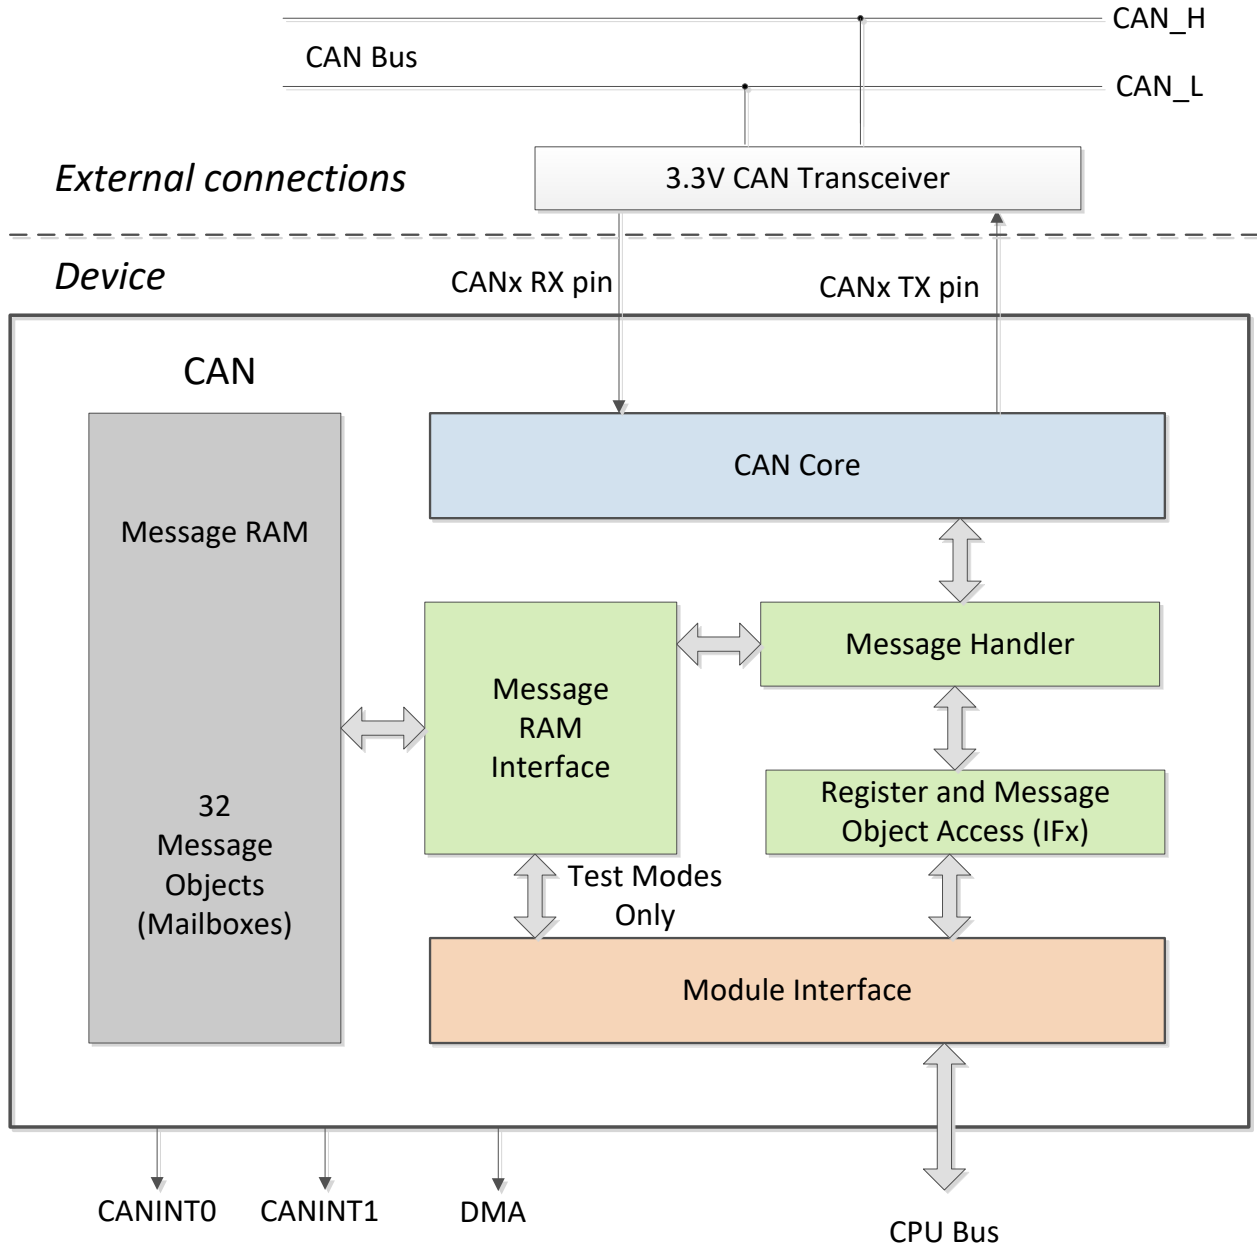 CAN_H
CAN Bus
CAN_L
External connections
3.3V CAN Transceiver
Device
CANx RX pin
CANx TX pin
CAN
CAN Core
Message RAM
Message Handler
Message
RAM
Interface
32
Message
Objects
(Mailboxes)
Register and Message
Object Access (IFx)
Test Modes
Only
Module Interface
CANINT0
CANINT1
DMA
CPU Bus